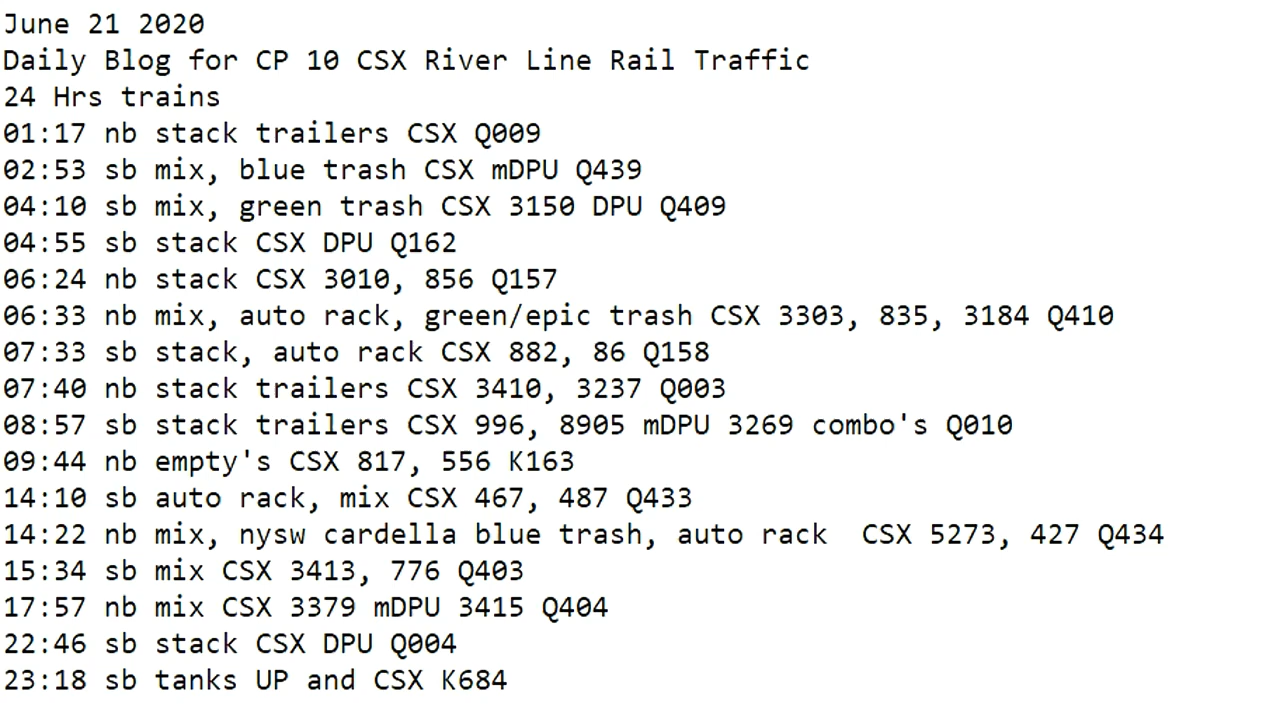 June 21 2020
Daily Blog for CP 10 CSX River Line Rail Traffic
24 Hrs trains
01:17 nb stack trailers CSX Q009
02:53 sb mix, blue trash CSX mDPU Q439
04:10 sb mix, green trash CSX 3150 DPU Q409
04:55 sb stack CSX DPU Q162
06:24 nb stack CSX 3010, 856 Q157
06:33 nb mix, auto rack, green/epic trash CSX 3303, 835, 3184 Q410
07:33 sb stack, auto rack CSX 882, 86 Q158
07:40 nb stack trailers CSX 3410, 3237 Q003
08:57 sb stack trailers CSX 996, 8905 mDPU 3269 combo's Q010
09:44 nb empty's CSX 817, 556 K163
14:10 sb auto rack, mix CSX 467, 487 Q433
14:22 nb mix, nysw cardella blue trash, auto rack  CSX 5273, 427 Q434
15:34 sb mix CSX 3413, 776 Q403
17:57 nb mix CSX 3379 mDPU 3415 Q404
22:46 sb stack CSX DPU Q004
23:18 sb tanks UP and CSX K684